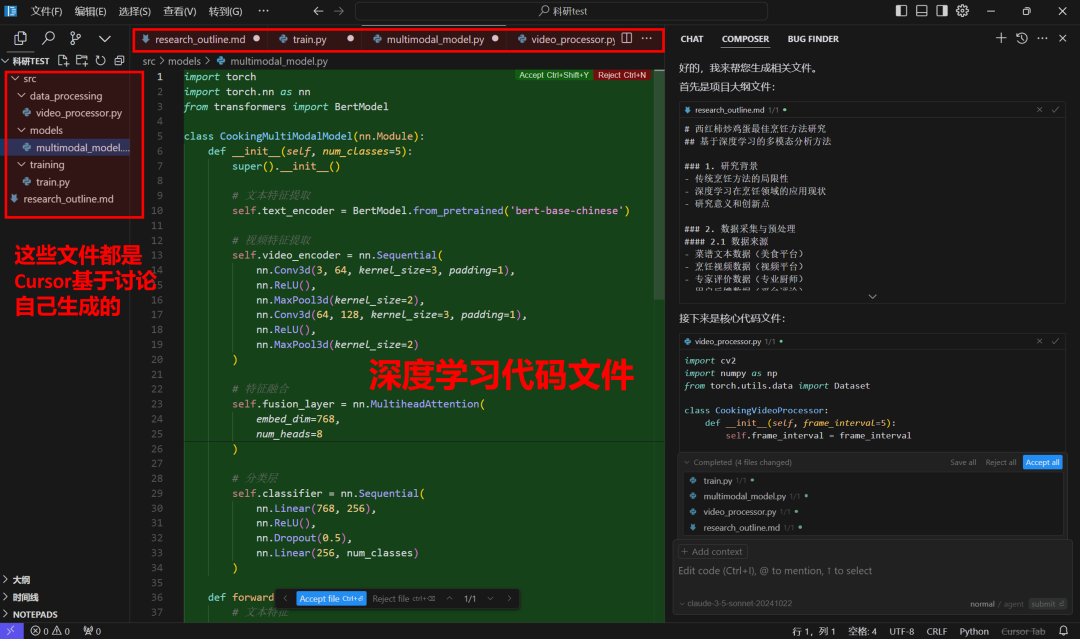 文件(F) 编辑(E) 选择(S) 查看(V) 转到(G) ··· ← → 科研test
research_outline.md ● train.py ● multimodal_model.py ● video_processor.py ···
科研TEST
src
data_processing
video_processor.py
models
multimodal_model....
training
train.py
research_outline.md
这些文件都是
Cursor基于讨论
自己生成的
大纲
时间线
NOTEPADS
src > models > multimodal_model.py
Accept Ctrl+Shift+Y Reject Ctrl+N
1 import torch
2 import torch.nn as nn
3 from transformers import BertModel
4
5 class CookingMultiModalModel(nn.Module):
6 def __init__(self, num_classes=5):
7 super().__init__()
8
9 # 文本特征提取
10 self.text_encoder = BertModel.from_pretrained('bert-base-chinese')
11
12 # 视频特征提取
13 self.video_encoder = nn.Sequential(
14 nn.Conv3d(3, 64, kernel_size=3, padding=1),
15 nn.ReLU(),
16 nn.MaxPool3d(kernel_size=2),
17 nn.Conv3d(64, 128, kernel_size=3, padding=1),
18 nn.ReLU(),
19 nn.MaxPool3d(kernel_size=2)
20 )
21
22 # 特征融合
23 self.fusion_layer = nn.MultiheadAttention(
24 embed_dim=768,
25 num_heads=8
26 )
27
28 # 分类层
29 self.classifier = nn.Sequential(
30 nn.Linear(768, 256),
31 nn.ReLU(),
32 nn.Dropout(0.5),
33 nn.Linear(256, num_classes)
34 )
35
36 def forward
37 # 文本特征
深度学习代码文件
Accept file Ctrl+⏎ Reject file Ctrl+⌫ 1/1
CHAT COMPOSER BUG FINDER
好的，我来帮您生成相关文件。
首先是项目大纲文件：
research_outline.md 1/1 ●
# 西红柿炒鸡蛋最佳烹饪方法研究
## 基于深度学习的多模态分析方法
### 1. 研究背景
- 传统烹饪方法的局限性
- 深度学习在烹饪领域的应用现状
- 研究意义和创新点
### 2. 数据采集与预处理
#### 2.1 数据来源
- 菜谱文本数据（美食平台）
- 烹饪视频数据（视频平台）
- 专家评价数据（专业厨师）
接下来是核心代码文件：
video_processor.py 1/1 ●
import cv2
import numpy as np
from torch.utils.data import Dataset
class CookingVideoProcessor:
def __init__(self, frame_interval=5):
self.frame_interval = frame_interval
Completed (4 files changed) Save all Reject all Accept all
train.py 1/1 ●
multimodal_model.py 1/1 ●
video_processor.py 1/1 ●
research_outline.md 1/1 ●
+ Add context
Edit code (Ctrl+I), @ to mention, ↑ to select
claude-3-5-sonnet-20241022 normal / agent submit ⏎
0 0 0 行 1，列 1 空格: 4 UTF-8 CRLF Python Cursor Tab